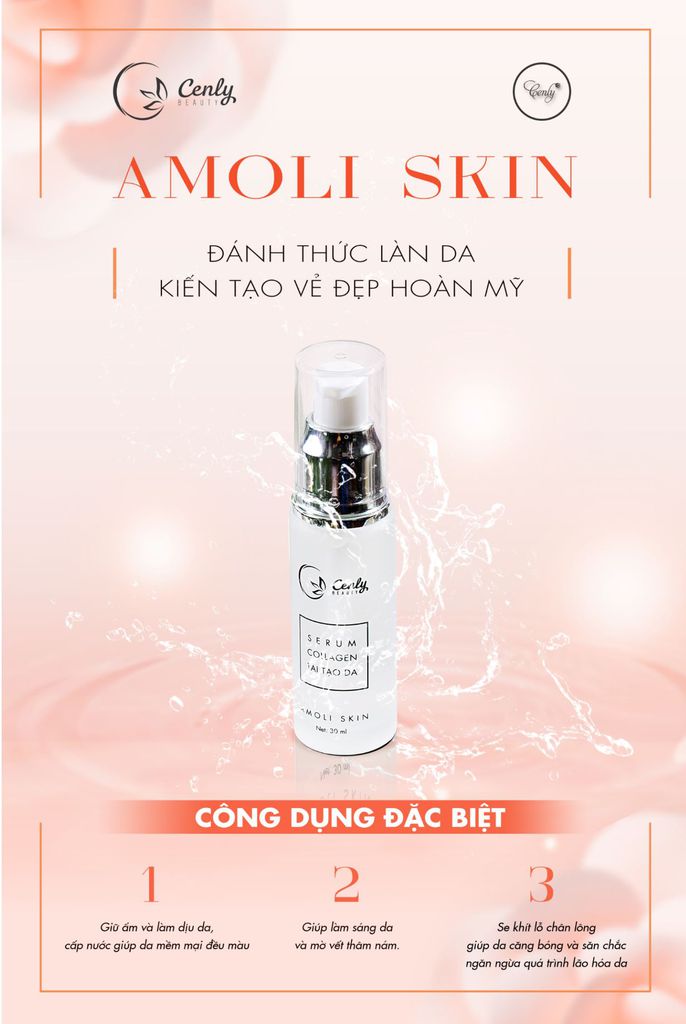 Cenly
BEAUTY
Cenly
AMOLI SKIN
ĐÁNH THỨC LÀN DA
KIẾN TẠO VẺ ĐẸP HOÀN MỸ
Cenly
BEAUTY
SERUM
COLLAGEN
TÁI TẠO DA
AMOLI SKIN
Net: 30 ml
CÔNG DỤNG ĐẶC BIỆT
1
Giữ ẩm và làm dịu da,
cấp nước giúp da mềm mại đều màu
2
Giúp làm sáng da
và mờ vết thâm nám.
3
Se khít lỗ chân lông
giúp da căng bóng và săn chắc
ngăn ngừa quá trình lão hóa da